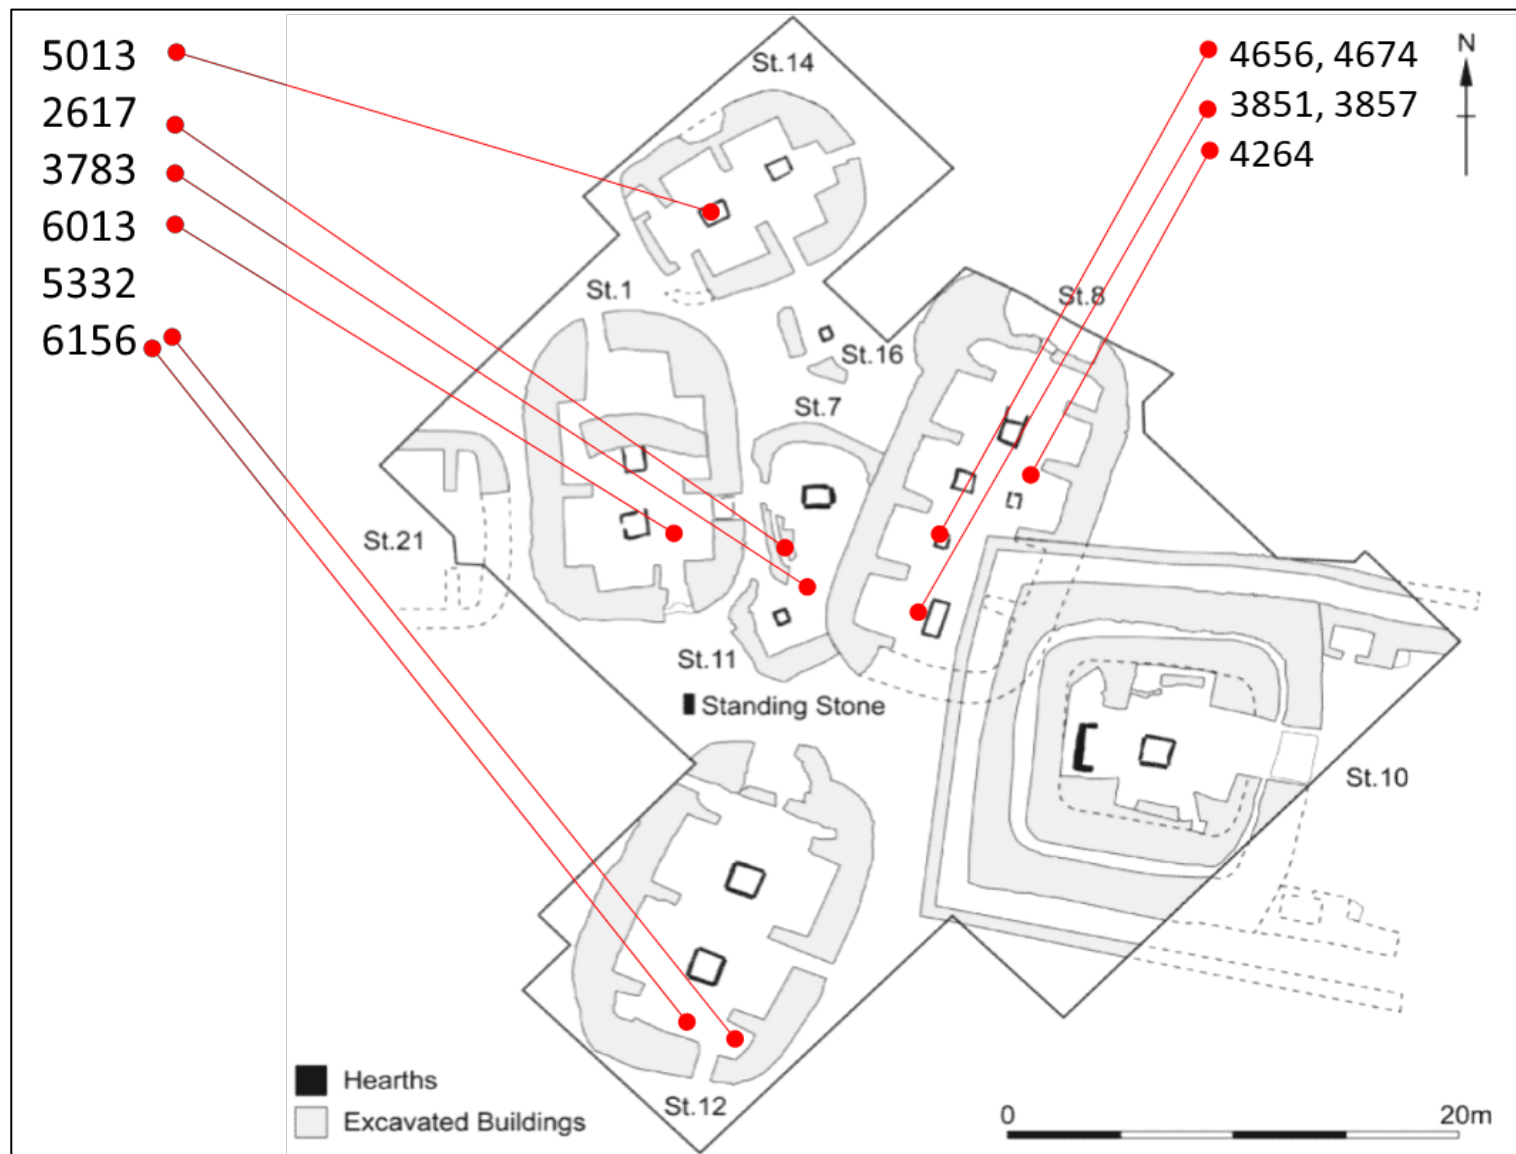 5013
2617
3783
6013
5332
6156
4656, 4674
3851, 3857
4264
N
St.14
St.1
St.8
St.16
St.7
St.21
St.11
Standing Stone
St.10
St.12
Hearths
Excavated Buildings
0 20m